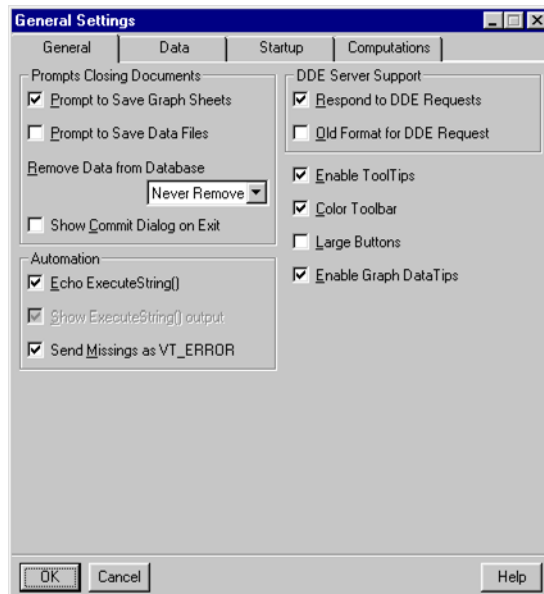 General Settings
General
Data
Startup
Computations
Prompts Closing Documents
Prompt to Save Graph Sheets
Prompt to Save Data Files
Remove Data from Database
Never Remove
Show Commit Dialog on Exit
Automation
Echo ExecuteString()
Show ExecuteString() output
Send Missings as VT_ERROR
DDE Server Support
Respond to DDE Requests
Old Format for DDE Request
Enable ToolTips
Color Toolbar
Large Buttons
Enable Graph DataTips
OK
Cancel
Help